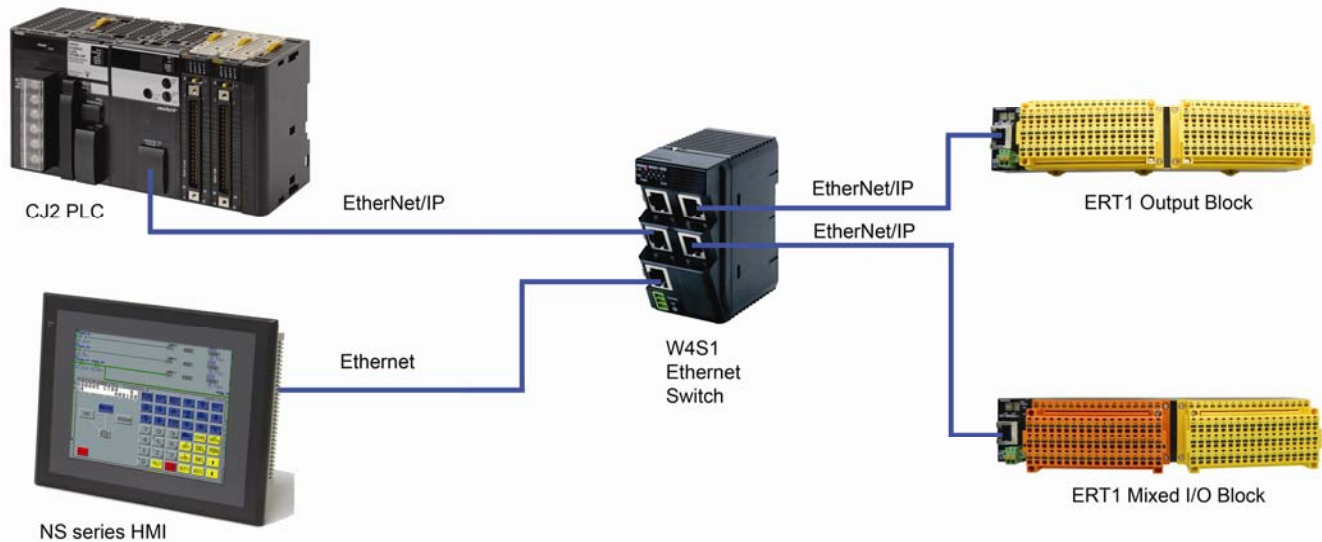 CJ2 PLC
EtherNet/IP
EtherNet/IP
EtherNet/IP
ERT1 Output Block
Ethernet
W4S1
Ethernet
Switch
ERT1 Mixed I/O Block
NS series HMI